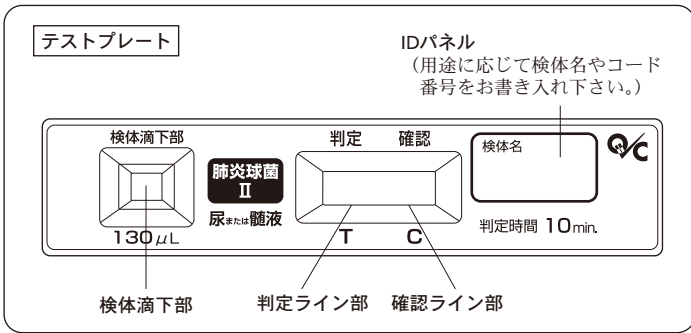 テストプレート
IDパネル
(用途に応じて検体名やコード
番号をお書き入れ下さい。)
検体滴下部
130μL
肺炎球菌
II
尿または髄液
判定 確認
T C
検体名
Q/C
判定時間 10min.
検体滴下部 判定ライン部 確認ライン部